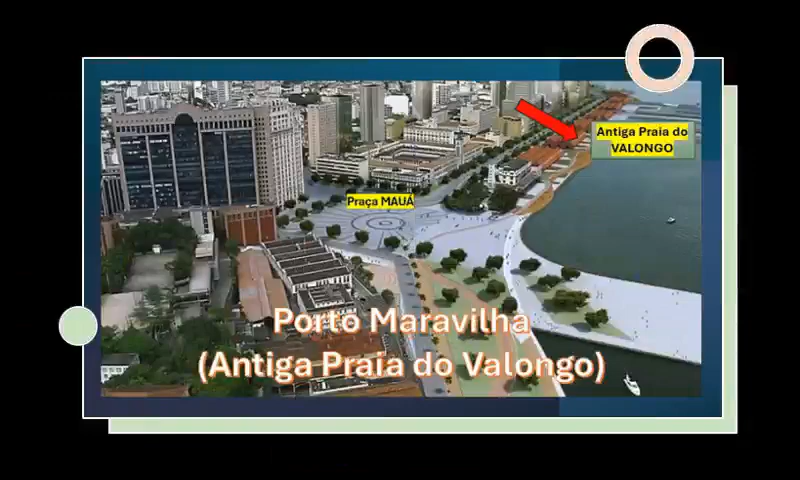 Antiga Praia do
VALONGO
Praça MAUÁ
Porto Maravilha
(Antiga Praia do Valongo)